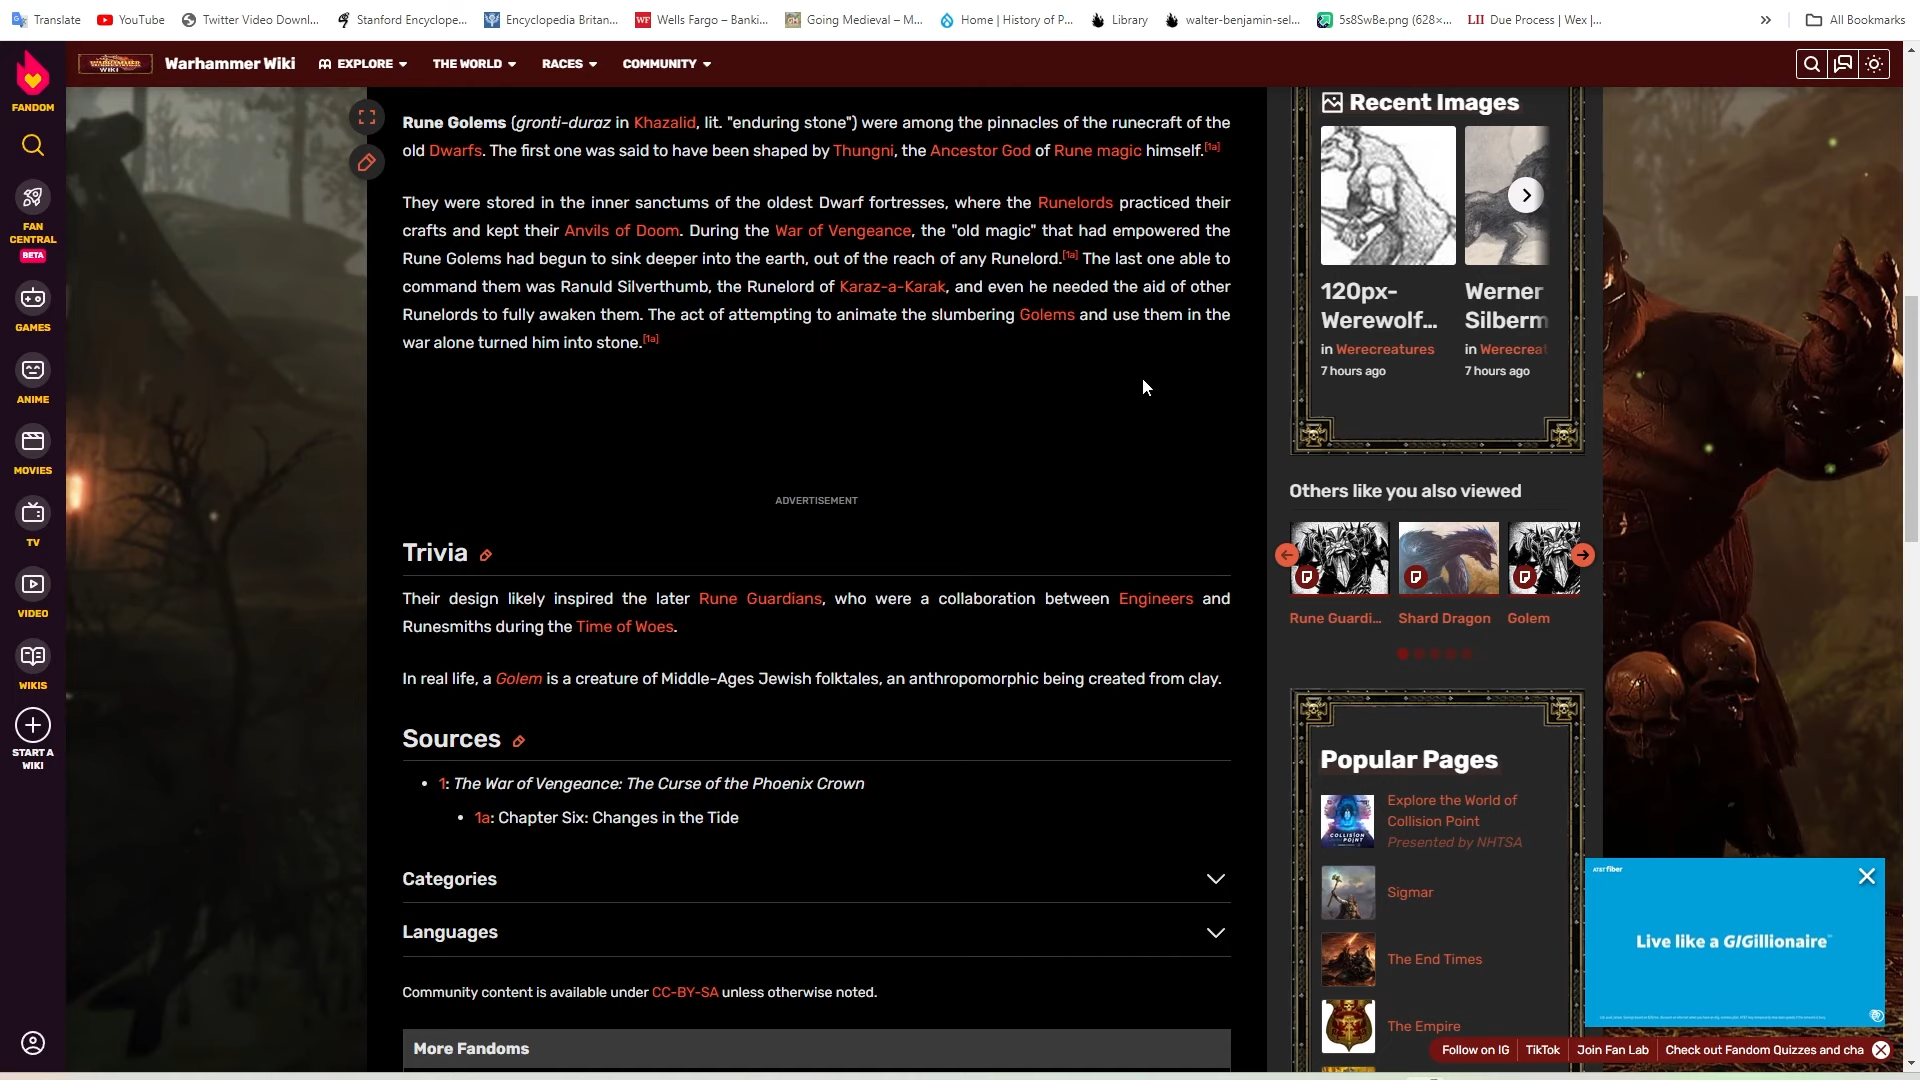 Translate
YouTube
Twitter Video Downl...
Stanford Encyclope...
Encyclopedia Britan...
Wells Fargo – Banki...
Going Medieval – M...
Home | History of P...
Library
walter-benjamin-sel...
5s8SwBe.png (628×...
LII Due Process | Wex |...
All Bookmarks
WARHAMMER WIKI
Warhammer Wiki
EXPLORE
THE WORLD
RACES
COMMUNITY
FANDOM
FAN CENTRAL
BETA
GAMES
ANIME
MOVIES
TV
VIDEO
WIKIS
START A WIKI
Rune Golems (gronti-duraz in Khazalid, lit. "enduring stone") were among the pinnacles of the runecraft of the
old Dwarfs. The first one was said to have been shaped by Thungni, the Ancestor God of Rune magic himself.[1a]
They were stored in the inner sanctums of the oldest Dwarf fortresses, where the Runelords practiced their
crafts and kept their Anvils of Doom. During the War of Vengeance, the "old magic" that had empowered the
Rune Golems had begun to sink deeper into the earth, out of the reach of any Runelord.[1a] The last one able to
command them was Ranuld Silverthumb, the Runelord of Karaz-a-Karak, and even he needed the aid of other
Runelords to fully awaken them. The act of attempting to animate the slumbering Golems and use them in the
war alone turned him into stone.[1a]
ADVERTISEMENT
Trivia
Their design likely inspired the later Rune Guardians, who were a collaboration between Engineers and
Runesmiths during the Time of Woes.
In real life, a Golem is a creature of Middle-Ages Jewish folktales, an anthropomorphic being created from clay.
Sources
• 1: The War of Vengeance: The Curse of the Phoenix Crown
• 1a: Chapter Six: Changes in the Tide
Categories
Languages
Community content is available under CC-BY-SA unless otherwise noted.
More Fandoms
Recent Images
120px-
Werewolf...
in Werecreatures
7 hours ago
Werner
Silberm
in Werecreat
7 hours ago
Others like you also viewed
Rune Guardi...
Shard Dragon
Golem
Popular Pages
Explore the World of
Collision Point
Presented by NHTSA
COLLISION POINT
Sigmar
The End Times
The Empire
AT&T fiber
Live like a GIGillionaire
Follow on IG
TikTok
Join Fan Lab
Check out Fandom Quizzes and cha